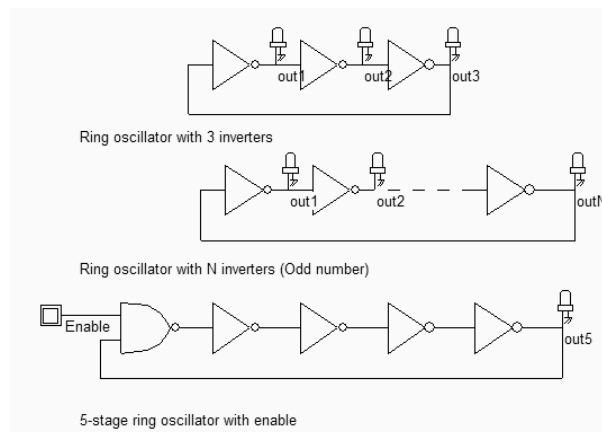 out1 out2 out3
Ring oscillator with 3 inverters
out1 out2 outN
Ring oscillator with N inverters (Odd number)
Enable
out5
5-stage ring oscillator with enable